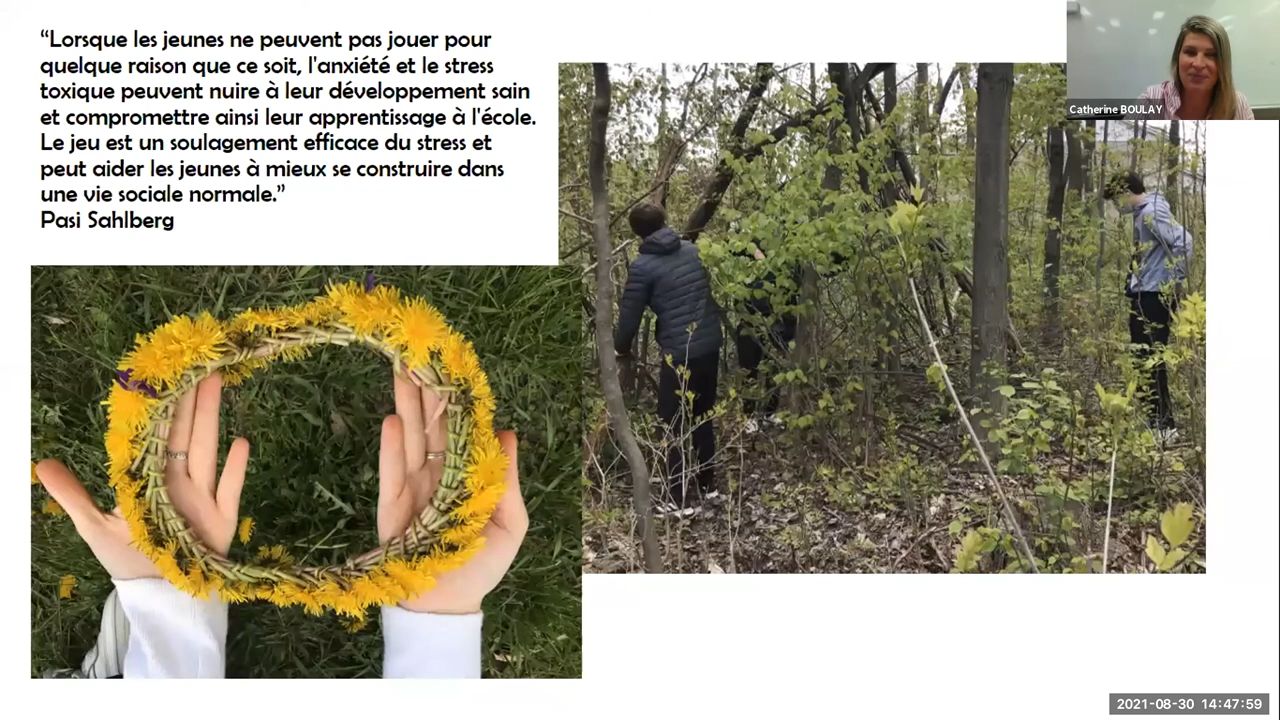 “Lorsque les jeunes ne peuvent pas jouer pour
quelque raison que ce soit, l'anxiété et le stress
toxique peuvent nuire à leur développement sain
et compromettre ainsi leur apprentissage à l'école.
Le jeu est un soulagement efficace du stress et
peut aider les jeunes à mieux se construire dans
une vie sociale normale.”
Pasi Sahlberg
Catherine BOULAY
2021-08-30 14:47:59